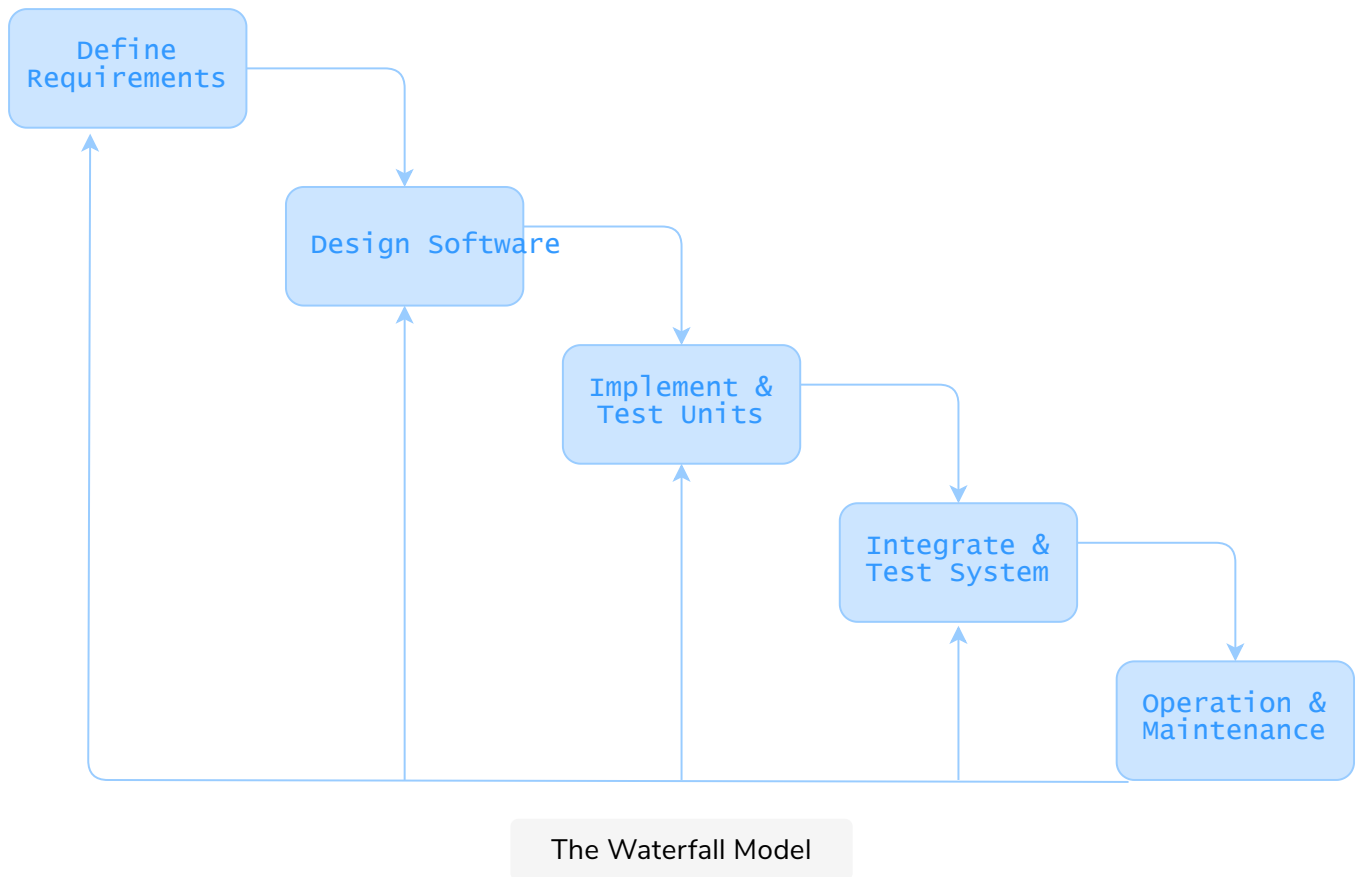 Define
Requirements
Design Software
Implement &
Test Units
Integrate &
Test System
Operation &
Maintenance
The Waterfall Model